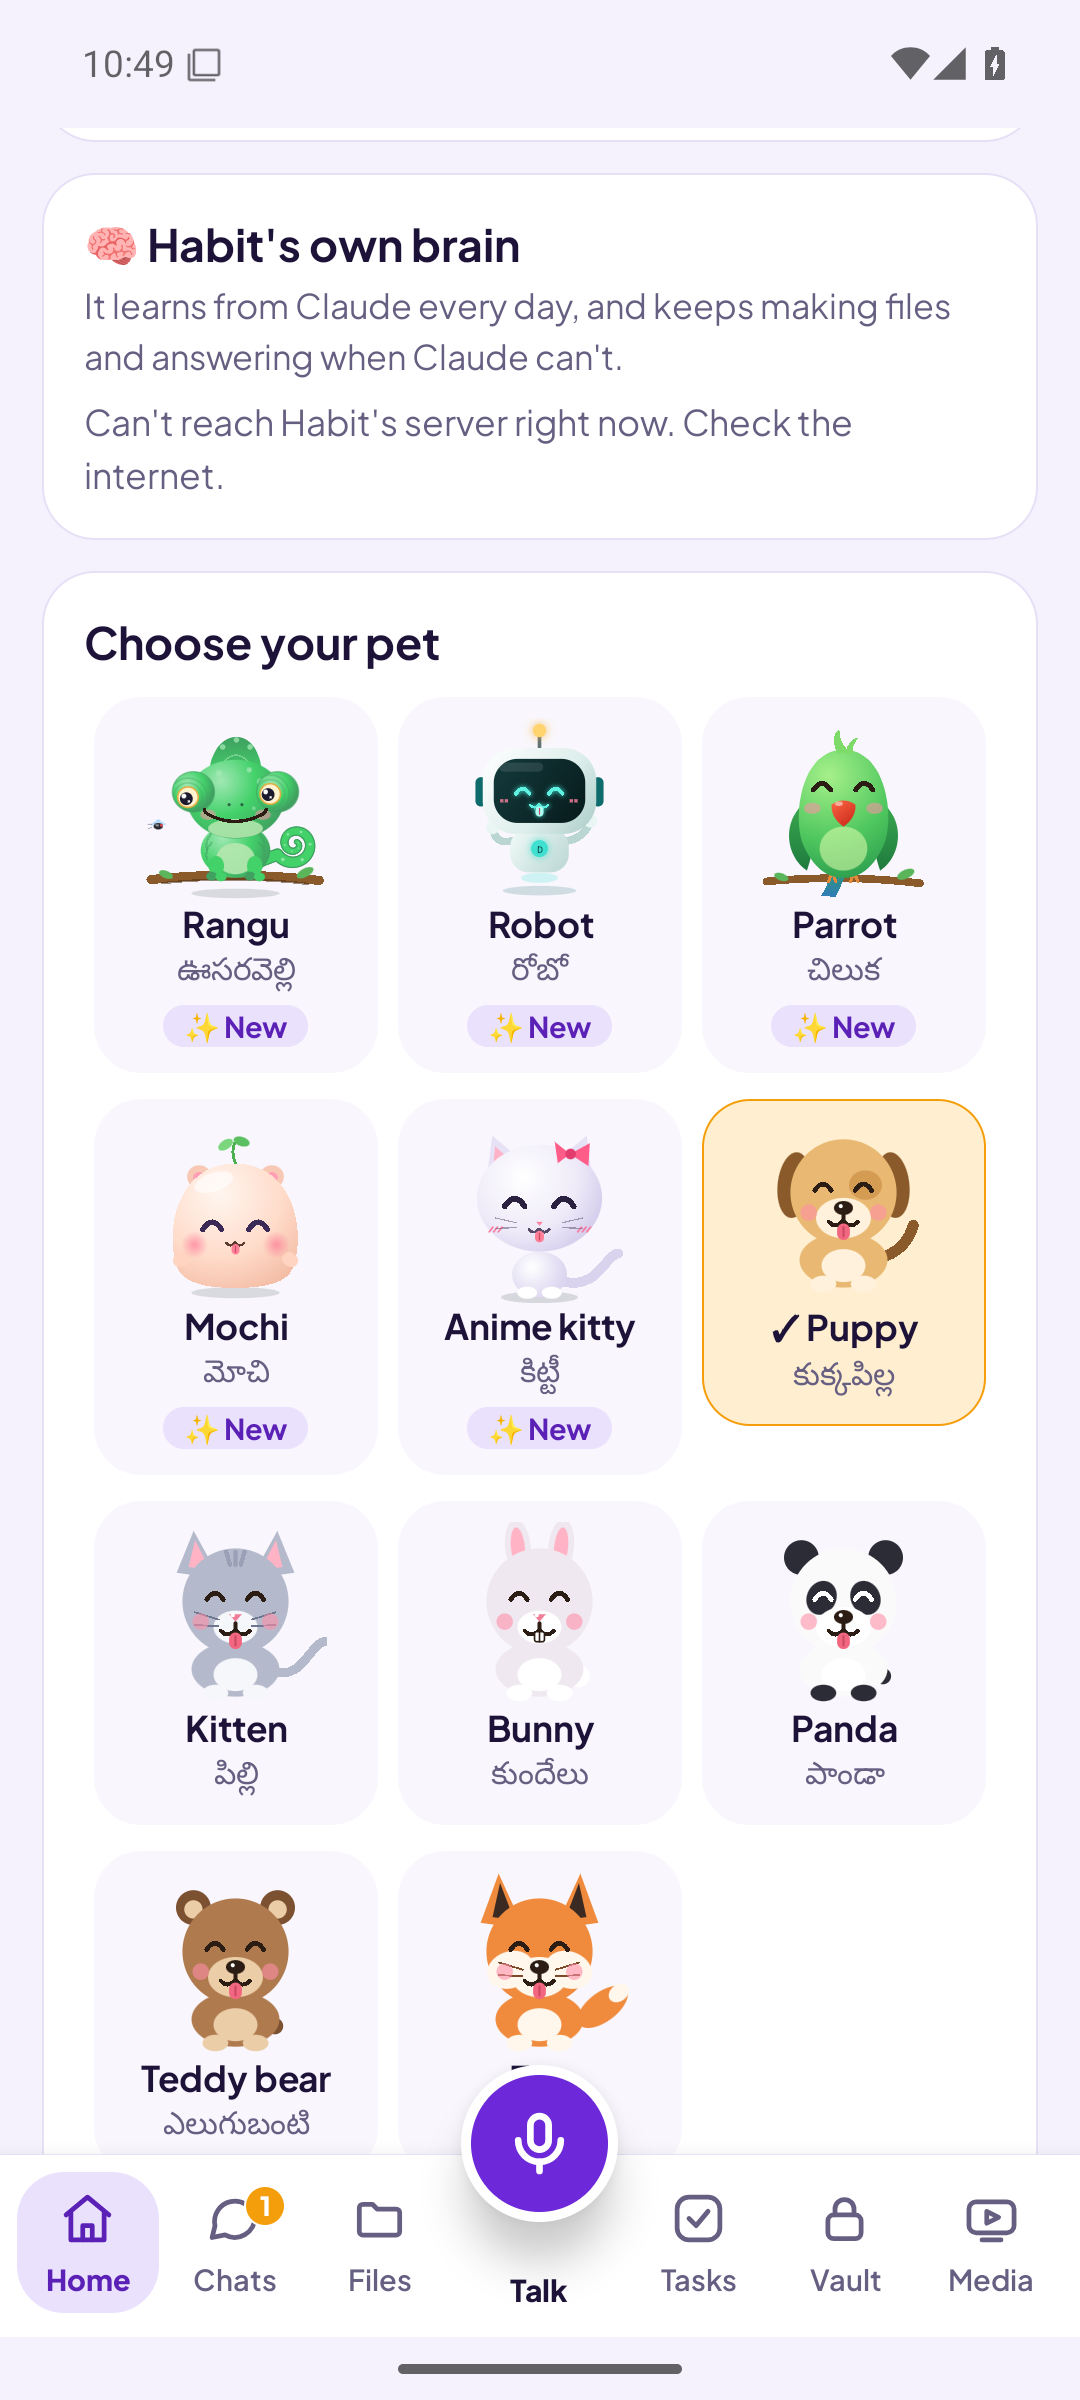 10:49
Habit's own brain
It learns from Claude every day, and keeps making files
and answering when Claude can't.
Can't reach Habit's server right now. Check the
internet.
Choose your pet
D
Rangu
Robot
Parrot
ఊసరవెల్లి
రోబో
చిలుక
✨ New
✨ New
✨ New
Mochi
Anime kitty
✓ Puppy
మోచి
కిట్టీ
కుక్కపిల్ల
✨ New
✨ New
Kitten
Bunny
Panda
పిల్లి
కుందేలు
పాండా
Teddy bear
ఎలుగుబంటి
1
Home
Chats
Files
Talk
Tasks
Vault
Media